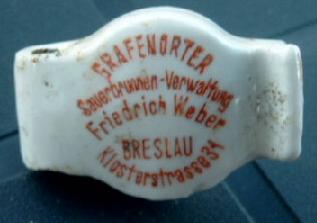 GRAFENORTER
Sauerbrunnen-Verwaltung
Friedrich Weber
BRESLAU
Klosterstrasse 31